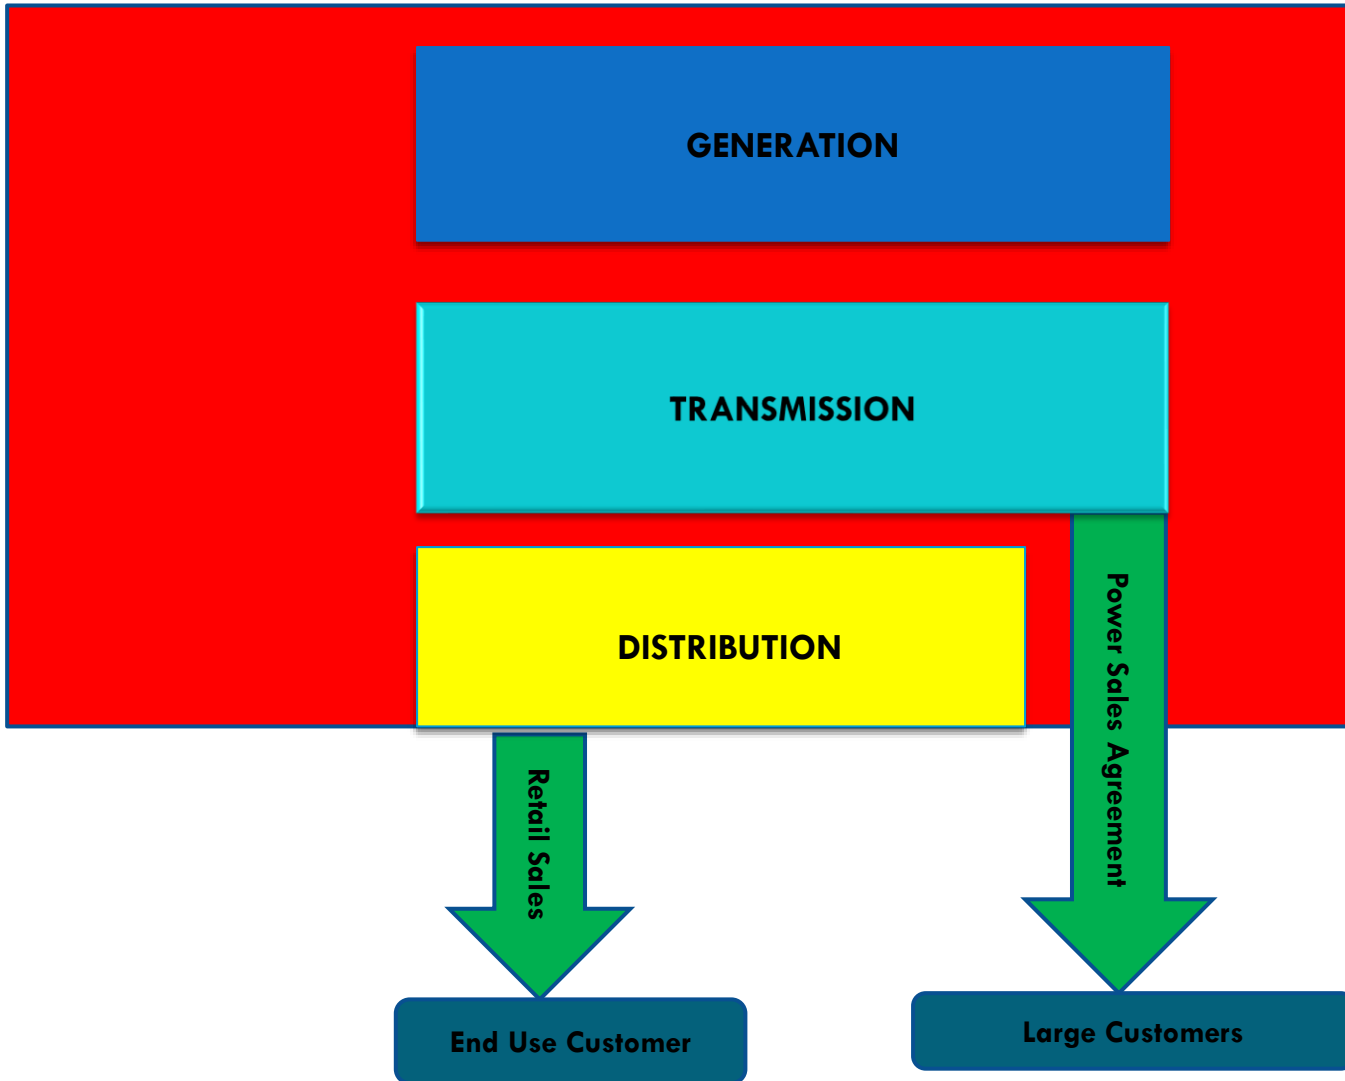 GENERATION
TRANSMISSION
DISTRIBUTION
Power Sales Agreement
Retail Sales
End Use Customer
Large Customers